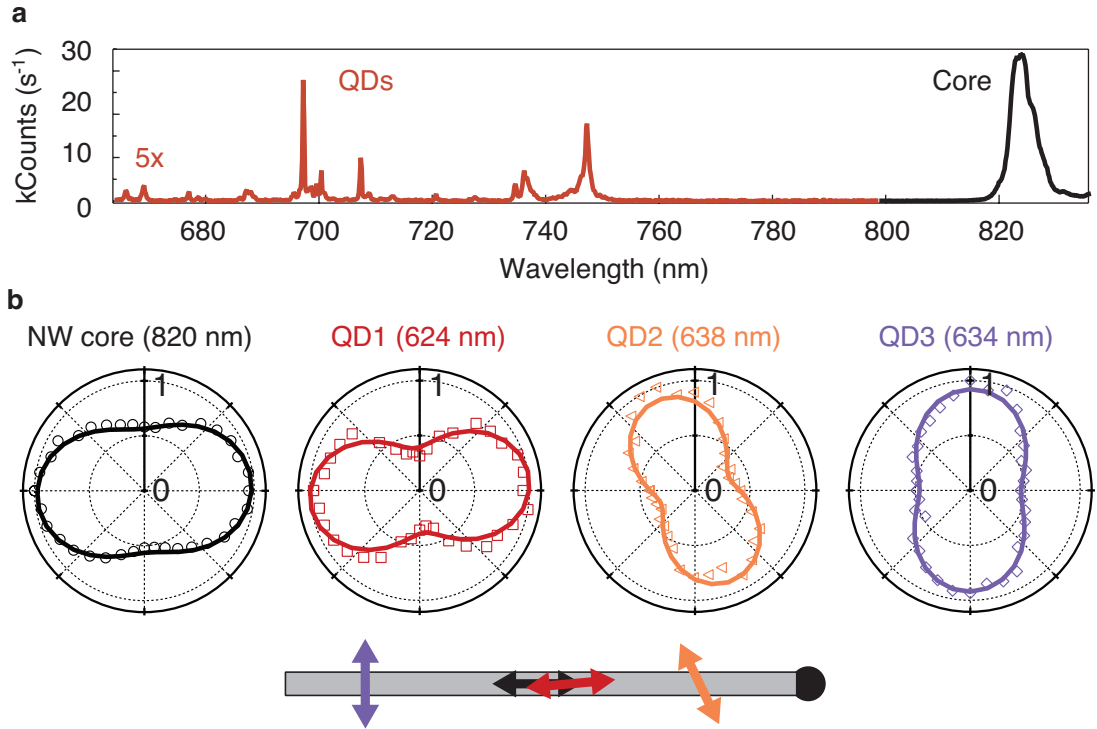 a
kCounts (s-1)
30
20
10
0
5x
QDs
Core
680 700 720 740 760 780 800 820
Wavelength (nm)
b
NW core (820 nm) QD1 (624 nm) QD2 (638 nm) QD3 (634 nm)
1 1 1 1
0 0 0 0